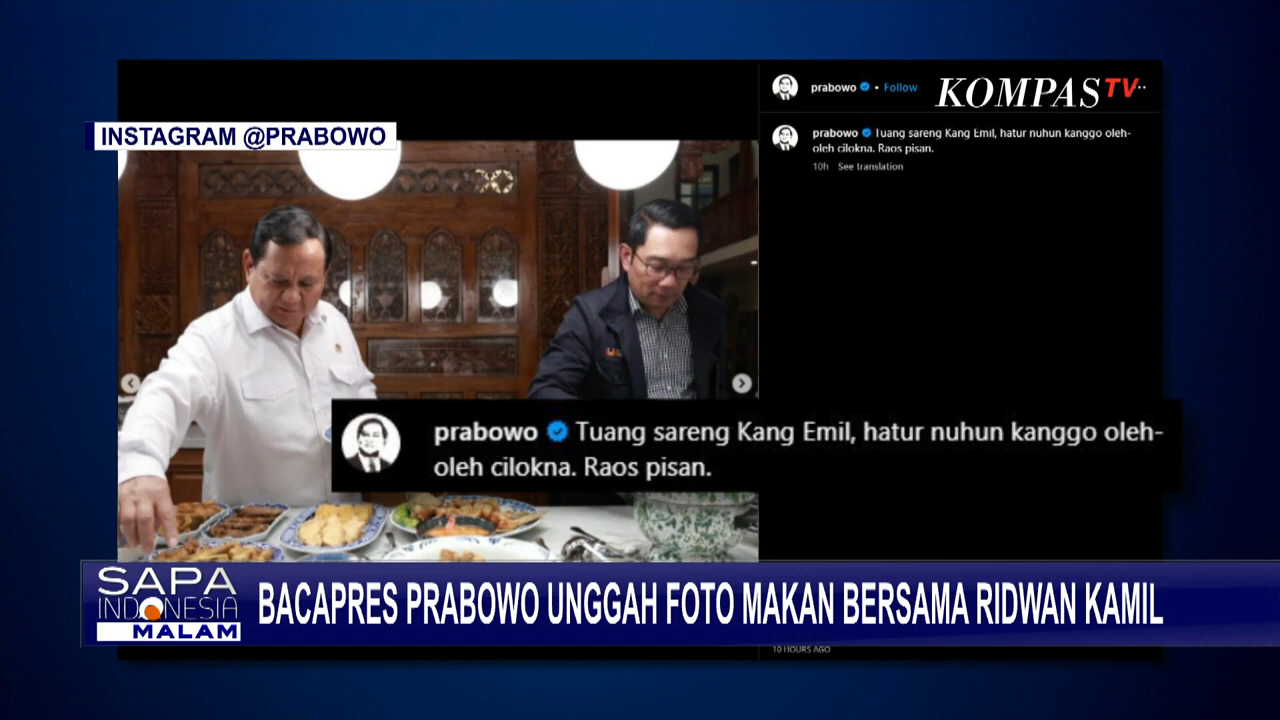 INSTAGRAM @PRABOWO
prabowo • Follow
KOMPAS TV
prabowo Tuang sareng Kang Emil, hatur nuhun kanggo oleh-
oleh cilokna. Raos pisan.
10h See translation
prabowo Tuang sareng Kang Emil, hatur nuhun kanggo oleh-
oleh cilokna. Raos pisan.
SAPA
INDONESIA
MALAM
BACAPRES PRABOWO UNGGAH FOTO MAKAN BERSAMA RIDWAN KAMIL
10 HOURS AGO